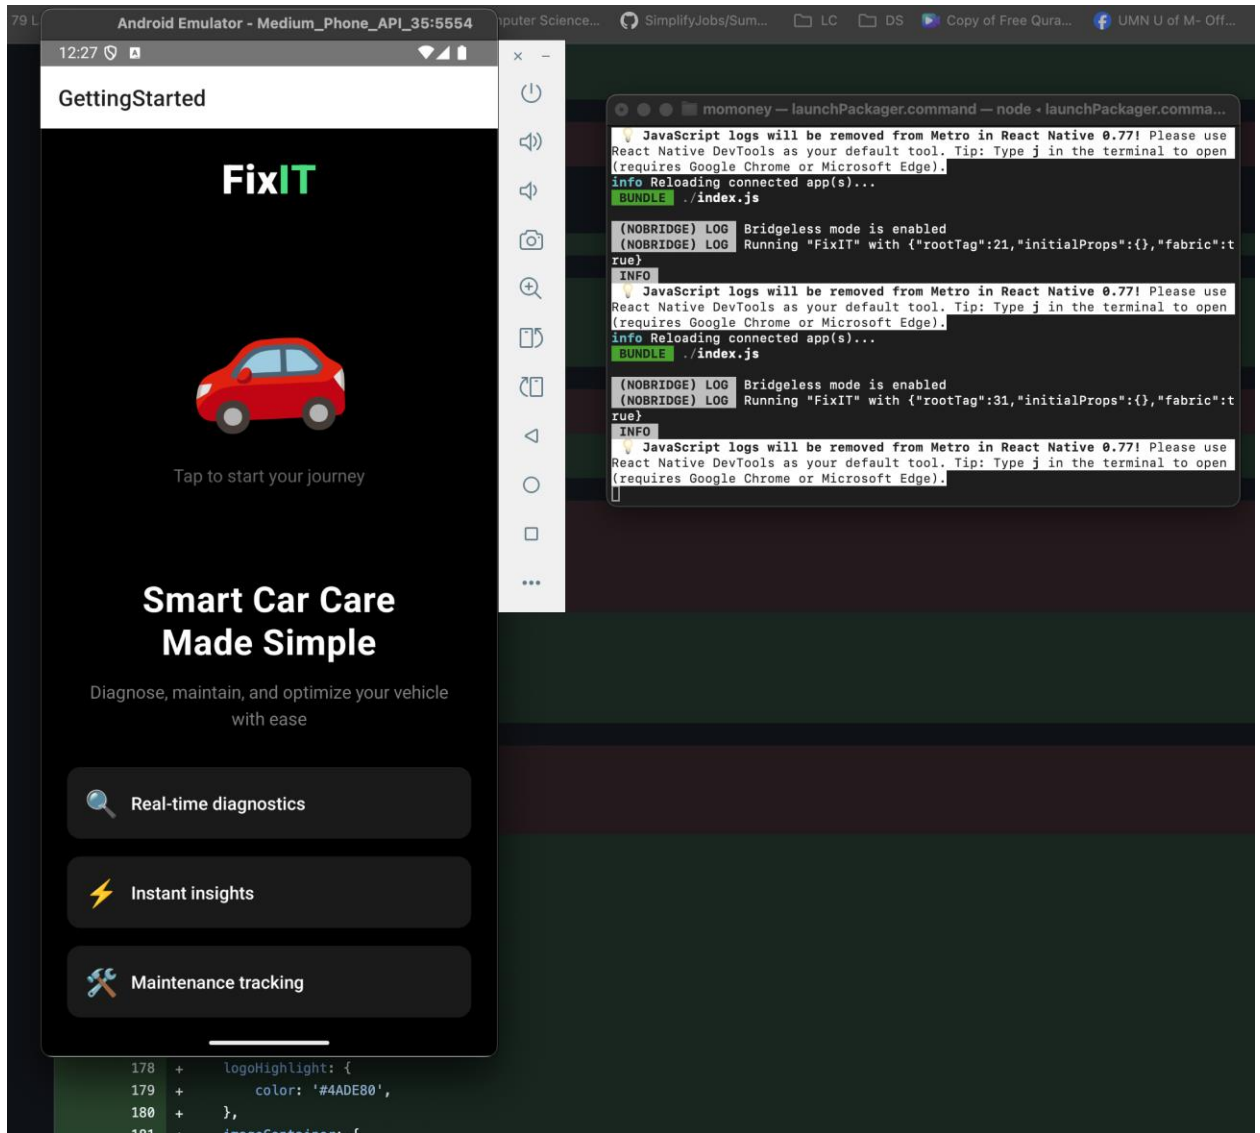 79 L
Android Emulator - Medium_Phone_API_35:5554
nputer Science...
SimplifyJobs/Sum...
LC
DS
Copy of Free Qura...
UMN U of M- Off...
12:27
GettingStarted
FixIT
Tap to start your journey
Smart Car Care
Made Simple
Diagnose, maintain, and optimize your vehicle
with ease
Real-time diagnostics
Instant insights
Maintenance tracking
momoney — launchPackager.command — node ◂ launchPackager.comma...
💡 JavaScript logs will be removed from Metro in React Native 0.77! Please use
React Native DevTools as your default tool. Tip: Type j in the terminal to open
(requires Google Chrome or Microsoft Edge).
info Reloading connected app(s)...
BUNDLE ./index.js
(NOBRIDGE) LOG Bridgeless mode is enabled
(NOBRIDGE) LOG Running "FixIT" with {"rootTag":21,"initialProps":{},"fabric":t
rue}
INFO
💡 JavaScript logs will be removed from Metro in React Native 0.77! Please use
React Native DevTools as your default tool. Tip: Type j in the terminal to open
(requires Google Chrome or Microsoft Edge).
info Reloading connected app(s)...
BUNDLE ./index.js
(NOBRIDGE) LOG Bridgeless mode is enabled
(NOBRIDGE) LOG Running "FixIT" with {"rootTag":31,"initialProps":{},"fabric":t
rue}
INFO
💡 JavaScript logs will be removed from Metro in React Native 0.77! Please use
React Native DevTools as your default tool. Tip: Type j in the terminal to open
(requires Google Chrome or Microsoft Edge).
178 + logoHighlight: {
179 + color: '#4ADE80',
180 + },
181 + imageContainer: {